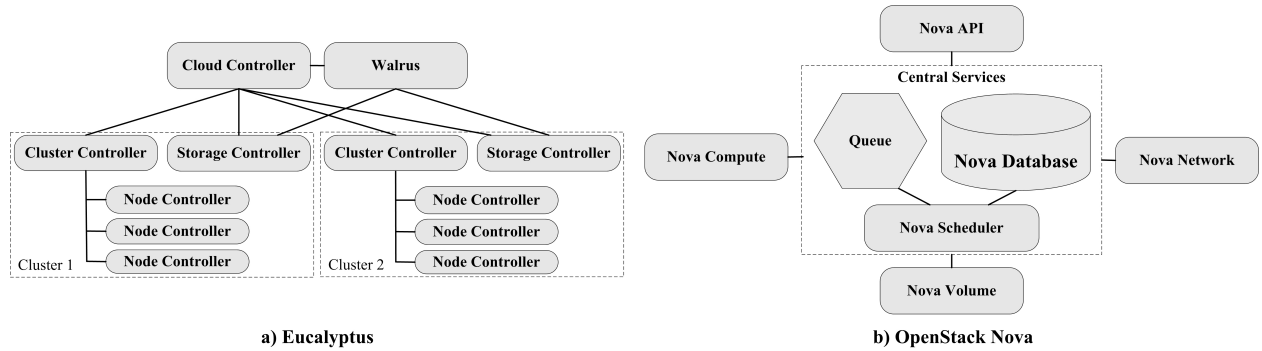 Cloud Controller
Walrus
Cluster Controller
Storage Controller
Cluster Controller
Storage Controller
Node Controller
Node Controller
Node Controller
Cluster 1
Node Controller
Node Controller
Node Controller
Cluster 2
a) Eucalyptus
Nova API
Central Services
Queue
Nova Database
Nova Compute
Nova Network
Nova Scheduler
Nova Volume
b) OpenStack Nova